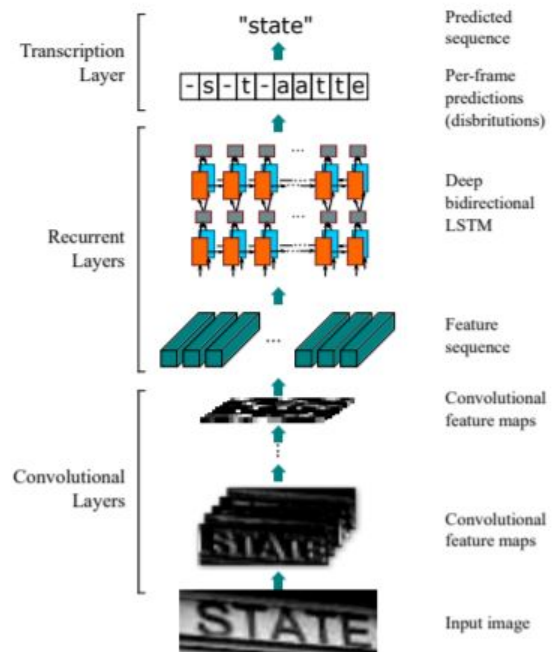 "state"
Predicted sequence
Transcription Layer
- s - t - a a t t e
Per-frame predictions (disbritutions)
Recurrent Layers
Deep bidirectional LSTM
...
...
...
Feature sequence
Convolutional Layers
Convolutional feature maps
...
STATE
Convolutional feature maps
STATE
Input image